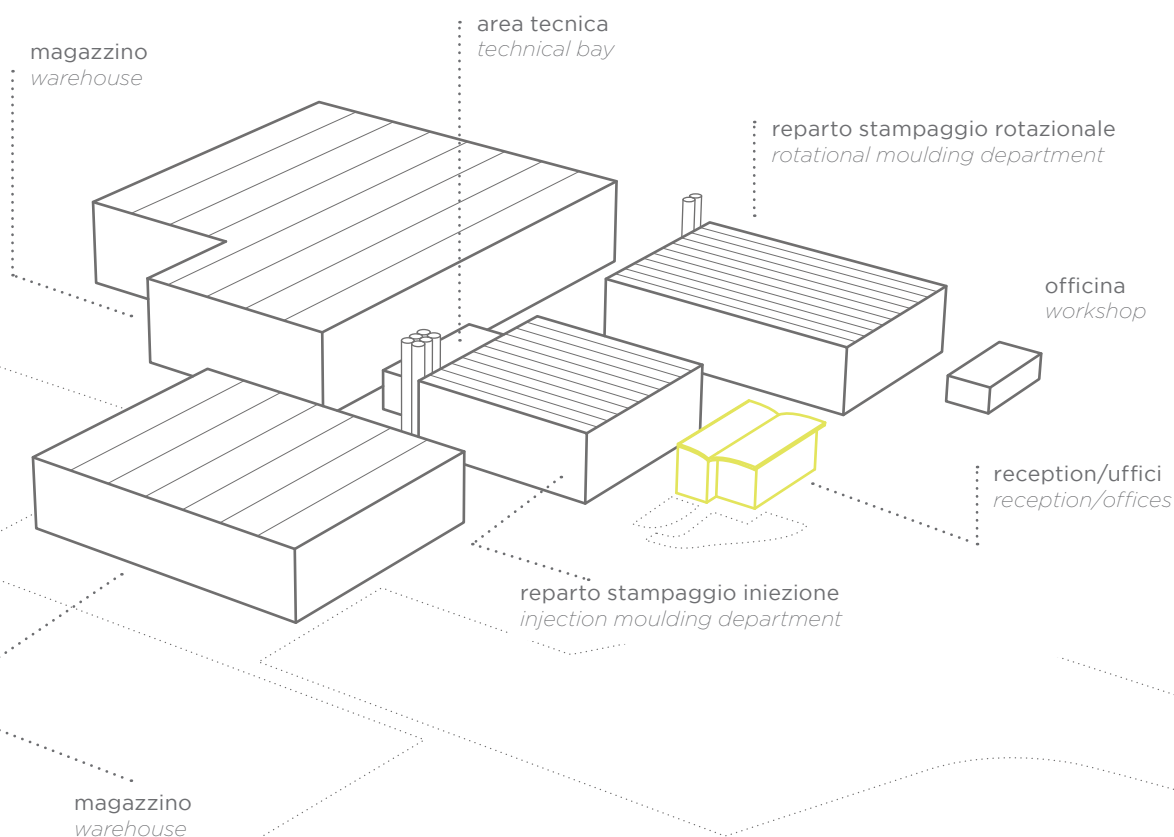 area tecnica
technical bay
magazzino
warehouse
reparto stampaggio rotazionale
rotational moulding department
officina
workshop
reception/uffici
reception/offices
reparto stampaggio iniezione
injection moulding department
magazzino
warehouse